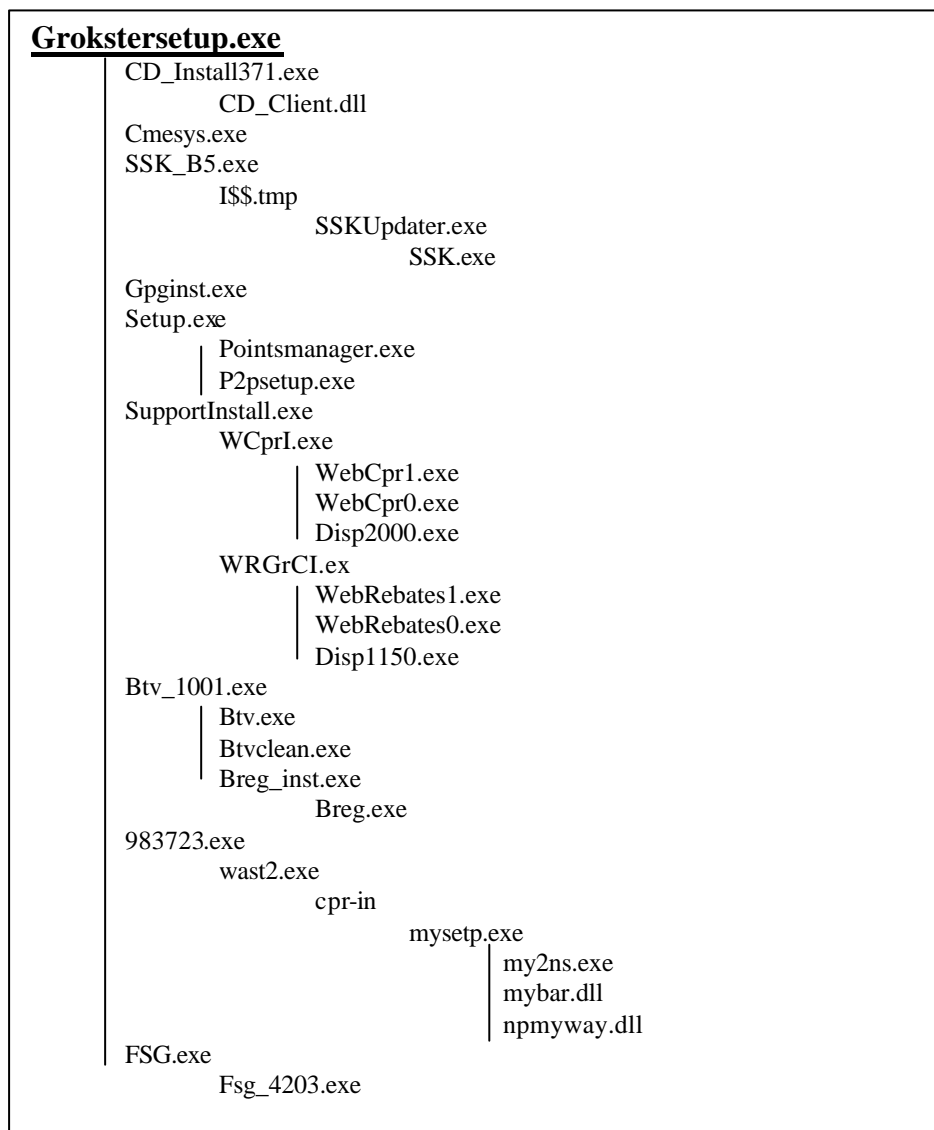 Grokstersetup.exe
CD_Install371.exe
CD_Client.dll
Cmesys.exe
SSK_B5.exe
I$$.tmp
SSKUpdater.exe
SSK.exe
Gpginst.exe
Setup.exe
Pointsmanager.exe
P2psetup.exe
SupportInstall.exe
WCprI.exe
WebCpr1.exe
WebCpr0.exe
Disp2000.exe
WRGrCI.ex
WebRebates1.exe
WebRebates0.exe
Disp1150.exe
Btv_1001.exe
Btv.exe
Btvclean.exe
Breg_inst.exe
Breg.exe
983723.exe
wast2.exe
cpr-in
mysetp.exe
my2ns.exe
mybar.dll
npmyway.dll
FSG.exe
Fsg_4203.exe